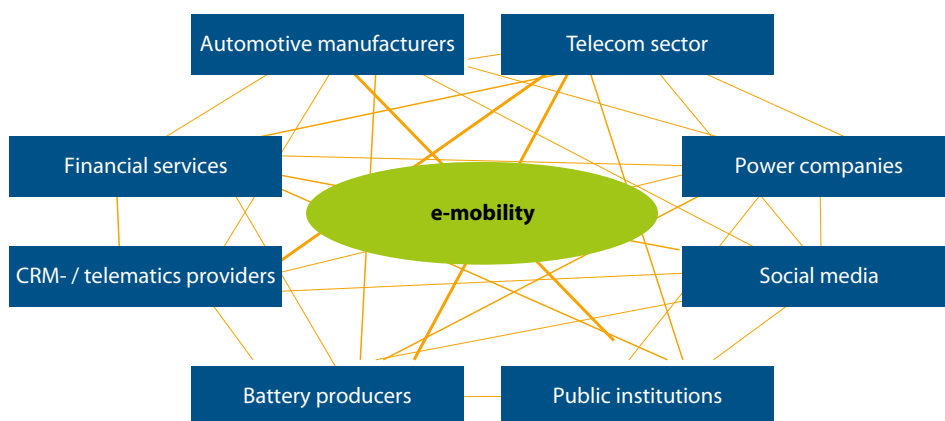 Automotive manufacturers
Telecom sector
Financial services
Power companies
e-mobility
CRM- / telematics providers
Social media
Battery producers
Public institutions